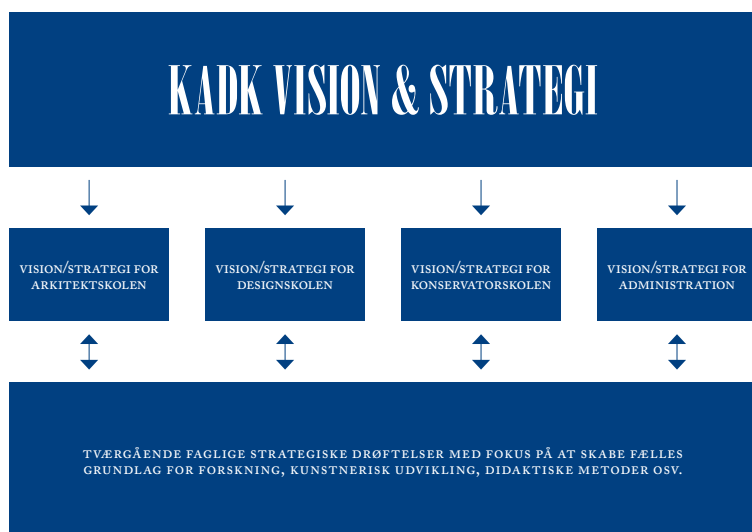 KADK VISION & STRATEGI
VISION/STRATEGI FOR
ARKITEKTSKOLEN
VISION/STRATEGI FOR
DESIGNSKOLEN
VISION/STRATEGI FOR
KONSERVATORSKOLEN
VISION/STRATEGI FOR
ADMINISTRATION
TVÆRGÅENDE FAGLIGE STRATEGISKE DRØFTELSER MED FOKUS PÅ AT SKABE FÆLLES
GRUNDLAG FOR FORSKNING, KUNSTNERISK UDVIKLING, DIDAKTISKE METODER OSV.